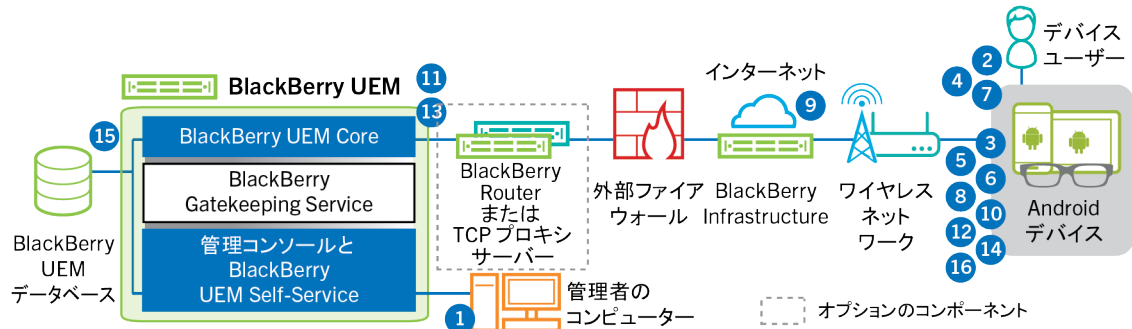 BlackBerry UEM
15
BlackBerry UEM Core
BlackBerry
Gatekeeping Service
管理コンソールと
BlackBerry
UEM Self-Service
BlackBerry
UEM
データベース
11
13
BlackBerry
Router
または
TCP プロキシ
サーバー
1
管理者の
コンピューター
外部ファイア
ウォール
インターネット
9
BlackBerry
Infrastructure
ワイヤレス
ネット
ワーク
デバイス
ユーザー
2
4
7
3
5
6
8
10
12
14
16
Android
デバイス
オプションのコンポーネント